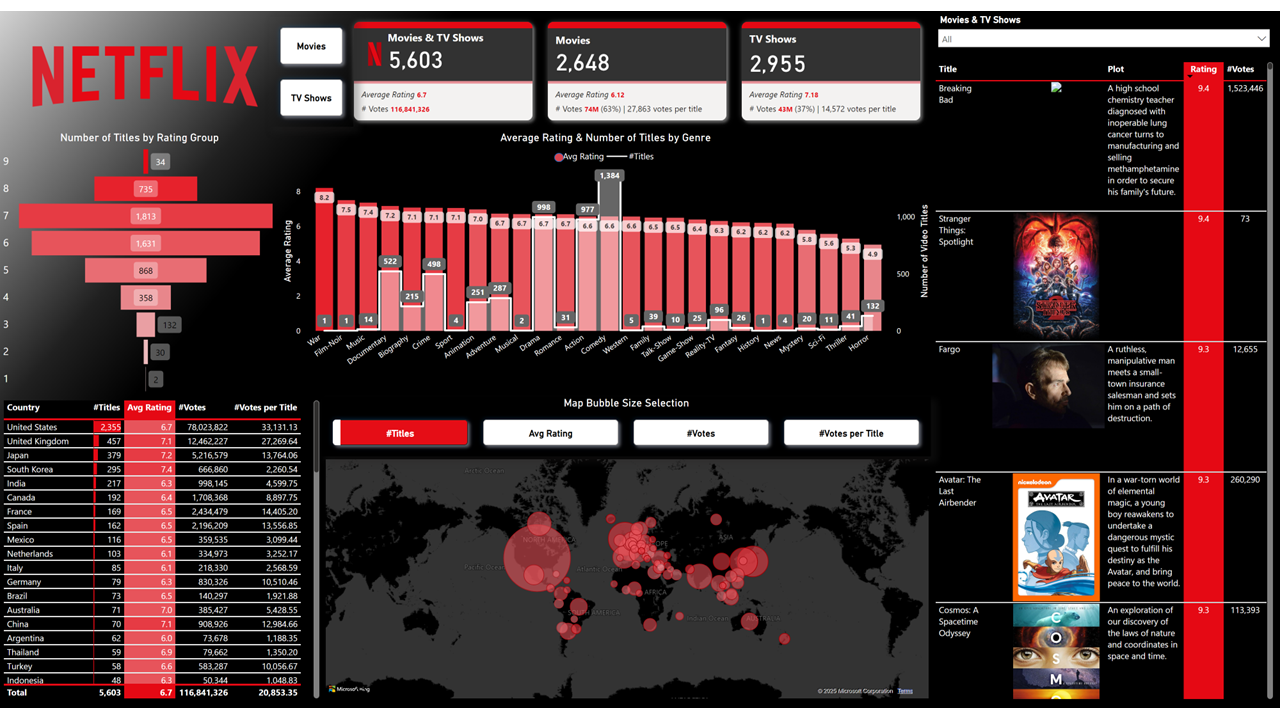 NETFLIX
Movies
TV Shows
N
Movies & TV Shows
5,603
Average Rating 6.7
# Votes 116,841,326
Movies
2,648
Average Rating 6.12
# Votes 74M (63%) | 27,863 votes per title
TV Shows
2,955
Average Rating 7.18
# Votes 43M (37%) | 14,572 votes per title
Number of Titles by Rating Group
9 34
8 735
7 1,813
6 1,631
5 868
4 358
3 132
2 30
1 2
Average Rating & Number of Titles by Genre
Avg Rating #Titles
Average Rating
8
6
4
2
0
8.2 7.5 7.4 7.2 7.1 7.1 7.1 7.0 6.7 6.7 6.7 6.7 6.6 6.6 6.6 6.5 6.5 6.4 6.3 6.2 6.2 6.2 5.8 5.6 5.3 4.9
1 1 14 522 215 498 4 251 287 2 998 31 977 1,384 5 39 10 25 96 26 1 4 20 11 41 132
War Film-Noir Music Documentary Biography Crime Sport Animation Adventure Musical Drama Romance Action Comedy Western Family Talk-Show Game-Show Reality-TV Fantasy History News Mystery Sci-Fi Thriller Horror
1,000
500
0
Number of Video Titles
Country #Titles Avg Rating #Votes #Votes per Title
United States 2,355 6.7 78,023,822 33,131.13
United Kingdom 457 7.1 12,462,227 27,269.64
Japan 379 7.2 5,216,579 13,764.06
South Korea 295 7.4 666,860 2,260.54
India 217 6.3 998,145 4,599.75
Canada 192 6.4 1,708,368 8,897.75
France 169 6.5 2,434,479 14,405.20
Spain 162 6.5 2,196,209 13,556.85
Mexico 116 6.5 359,535 3,099.44
Netherlands 103 6.1 334,973 3,252.17
Italy 85 6.1 218,330 2,568.59
Germany 79 6.3 830,326 10,510.46
Brazil 73 6.5 140,297 1,921.88
Australia 71 7.0 385,427 5,428.55
China 70 7.1 908,926 12,984.66
Argentina 62 6.0 73,678 1,188.35
Thailand 59 6.9 79,662 1,350.20
Turkey 58 6.6 583,287 10,056.67
Indonesia 48 6.3 50,344 1,048.83
Total 5,603 6.7 116,841,326 20,853.35
Map Bubble Size Selection
#Titles
Avg Rating
#Votes
#Votes per Title
Arctic Ocean
NORTH AMERICA
ASIA
Pacific Ocean
Atlantic Ocean
AFRICA
SOUTH AMERICA
Indian Ocean
AUSTRALIA
Microsoft Bing
© 2025 Microsoft Corporation Terms
Movies & TV Shows
All
Title Plot Rating #Votes
Breaking
Bad
A high school
chemistry teacher
diagnosed with
inoperable lung
cancer turns to
manufacturing and
selling
methamphetamine
in order to secure
his family's future.
9.4 1,523,446
Stranger
Things:
Spotlight
9.4 73
Fargo
A ruthless,
manipulative man
meets a small-
town insurance
salesman and sets
him on a path of
destruction.
9.3 12,655
Avatar: The
Last
Airbender
nickelodeon
AVATAR
In a war-torn world
of elemental
magic, a young
boy reawakens to
undertake a
dangerous mystic
quest to fulfill his
destiny as the
Avatar, and bring
peace to the world.
9.3 260,290
Cosmos: A
Spacetime
Odyssey
C
O
S
M
An exploration of
our discovery of
the laws of nature
and coordinates in
space and time.
9.3 113,393